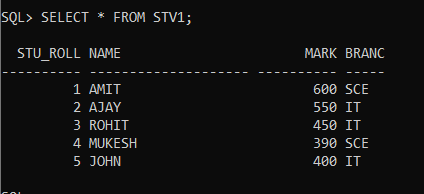 SQL> SELECT * FROM STV1;
STU_ROLL NAME MARK BRANC
---------- -------------------- ---------- -----
1 AMIT 600 SCE
2 AJAY 550 IT
3 ROHIT 450 IT
4 MUKESH 390 SCE
5 JOHN 400 IT